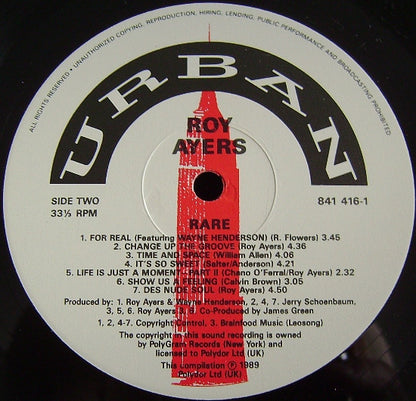 ALL RIGHTS RESERVED • UNAUTHORIZED COPYING, REPRODUCTION, HIRING, LENDING, PUBLIC PERFORMANCE AND BROADCASTING PROHIBITED
URBAN
ROY
AYERS
SIDE TWO
33⅓ RPM
841 416-1
RARE
1. FOR REAL (Featuring WAYNE HENDERSON) (R. Flowers) 3.45
2. CHANGE UP THE GROOVE (Roy Ayers) 4.36
3. TIME AND SPACE (William Allen) 4.30
4. IT'S SO SWEET (Salter/Anderson) 4.21
5. LIFE IS JUST A MOMENT - PART II (Chano O'Ferral/Roy Ayers) 2.32
6. SHOW US A FEELING (Calvin Brown) 3.05
7. DES NUDE SOUL (Roy Ayers) 4.50
Produced by: 1. Roy Ayers & Wayne Henderson, 2, 4, 7. Jerry Schoenbaum,
3, 5, 6. Roy Ayers 3, 6. Co-Produced by James Green
1, 2, 4-7. Copyright Control, 3. Brainfood Music (Leosong)
The copyright in this sound recording is owned
by PolyGram Records (New York) and
licensed to Polydor Ltd (UK)
This compilation ℗ 1989
Polydor Ltd (UK)